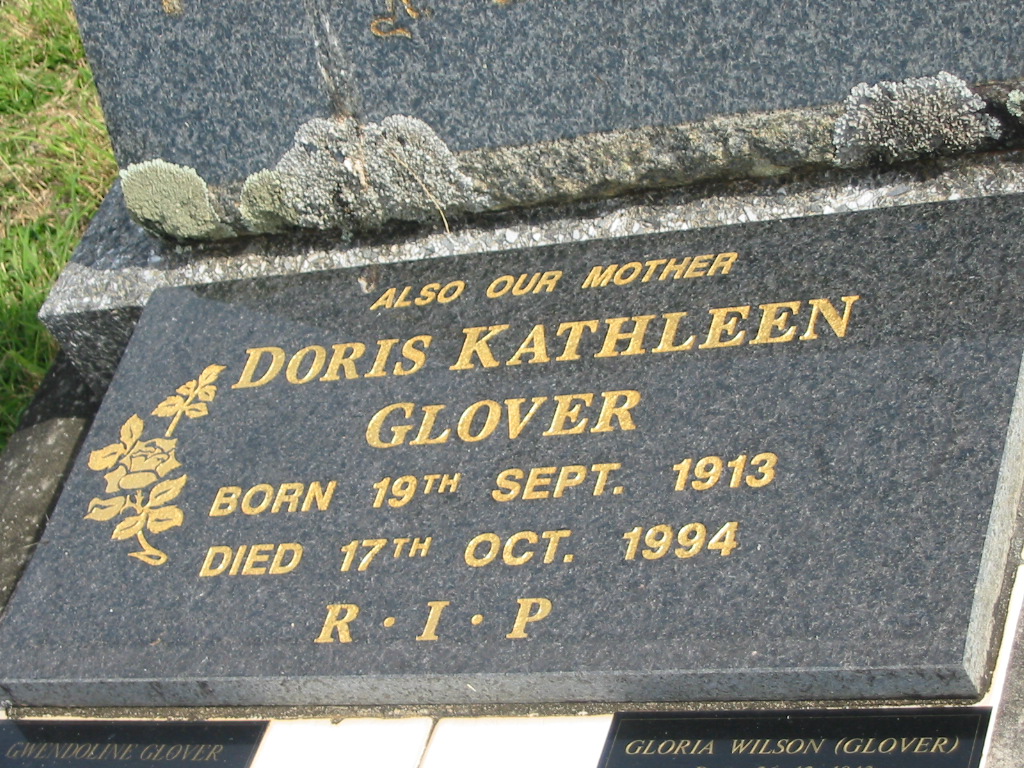 ALSO OUR MOTHER
DORIS KATHLEEN
GLOVER
BORN 19TH SEPT. 1913
DIED 17TH OCT. 1994
R · I · P
GWENDOLINE GLOVER
GLORIA WILSON (GLOVER)